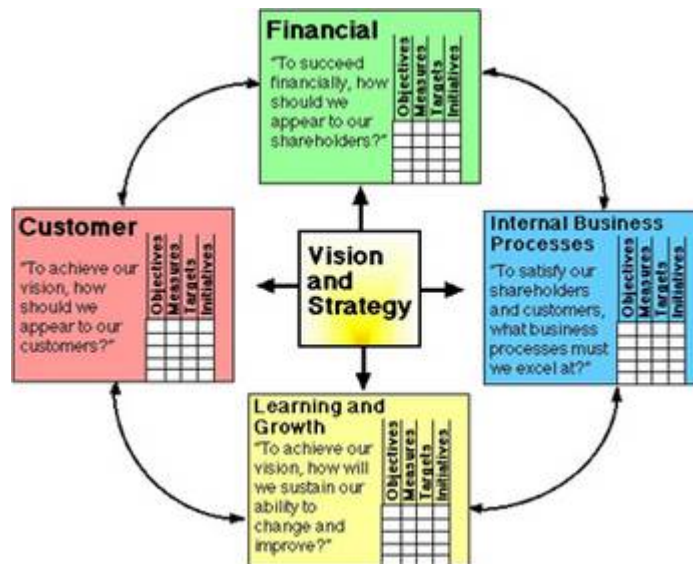 Financial
"To succeed
financially, how
should we
appear to our
shareholders?"
Objectives
Measures
Targets
Initiatives
Customer
"To achieve our
vision, how
should we
appear to our
customers?"
Objectives
Measures
Targets
Initiatives
Vision
and
Strategy
Internal Business
Processes
"To satisfy our
shareholders
and customers,
what business
processes must
we excel at?"
Objectives
Measures
Targets
Initiatives
Learning and
Growth
"To achieve our
vision, how will
we sustain our
ability to
change and
improve?"
Objectives
Measures
Targets
Initiatives